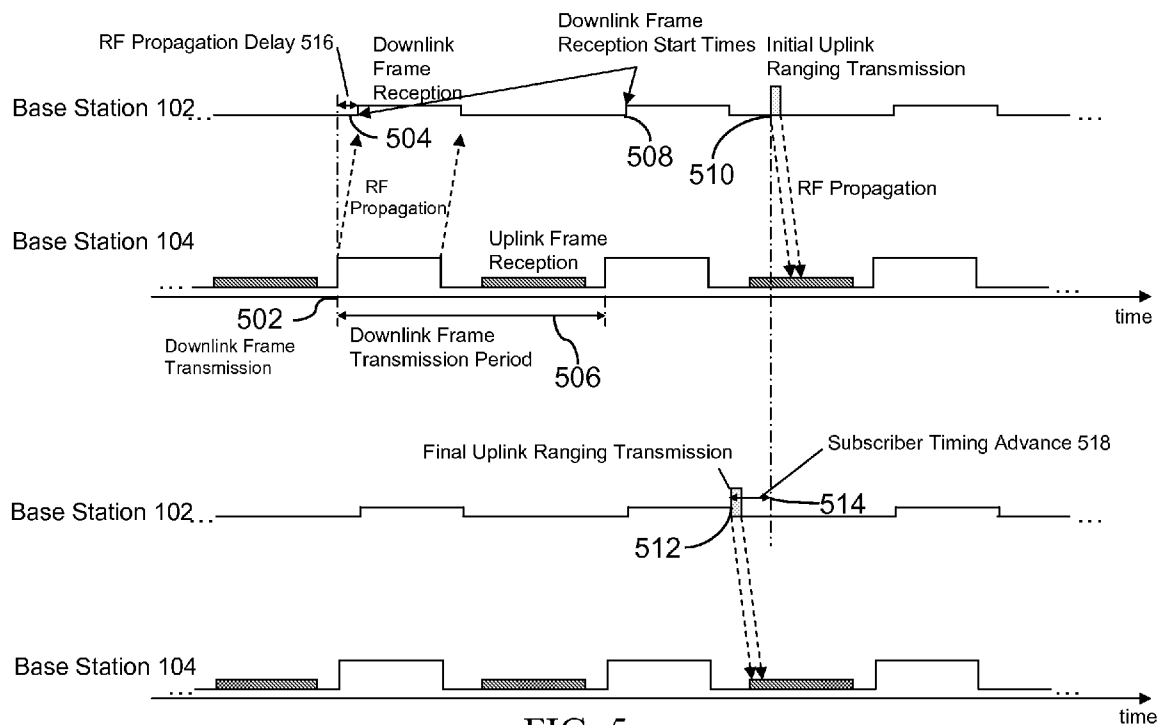 RF Propagation Delay 516
Downlink
Frame
Reception
Downlink Frame
Reception Start Times
Initial Uplink
Ranging Transmission
Base Station 102
...
504
508
510
...
RF
Propagation
RF Propagation
Base Station 104
Uplink Frame
Reception
...
...
502
time
Downlink Frame
Transmission
Downlink Frame
Transmission Period
506
Final Uplink Ranging Transmission
Subscriber Timing Advance 518
514
Base Station 102
...
...
512
Base Station 104
...
...
time
FIG. 5